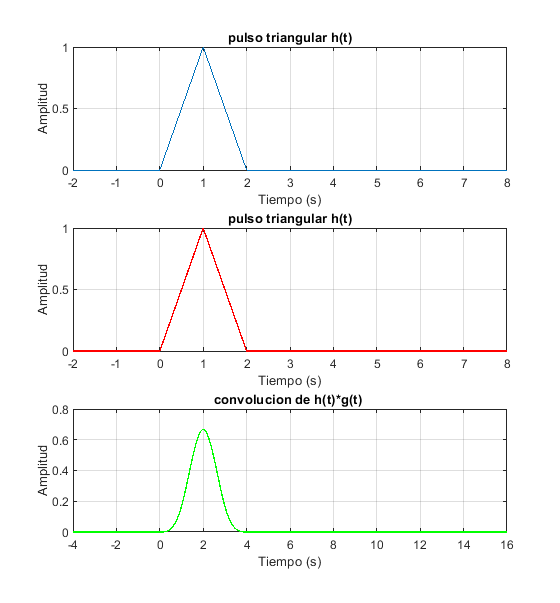 pulso triangular h(t)
1
0.5
0
Amplitud
-2 -1 0 1 2 3 4 5 6 7 8
Tiempo (s)
pulso triangular h(t)
1
0.5
0
Amplitud
-2 -1 0 1 2 3 4 5 6 7 8
Tiempo (s)
convolucion de h(t)*g(t)
0.8
0.6
0.4
0.2
0
Amplitud
-4 -2 0 2 4 6 8 10 12 14 16
Tiempo (s)